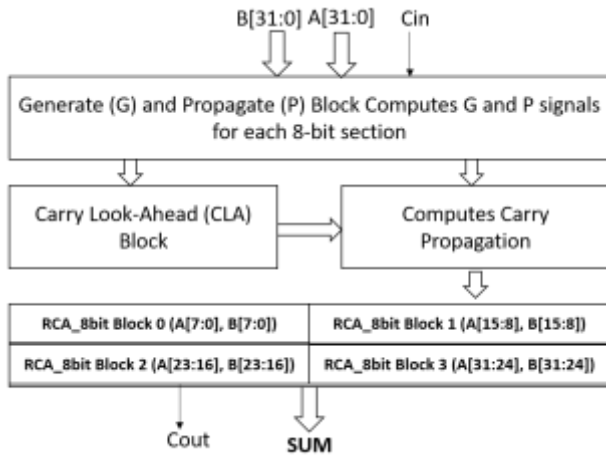 B[31:0] A[31:0] Cin
Generate (G) and Propagate (P) Block Computes G and P signals
for each 8-bit section
Carry Look-Ahead (CLA)
Block
Computes Carry
Propagation
RCA_8bit Block 0 (A[7:0], B[7:0])
RCA_8bit Block 1 (A[15:8], B[15:8])
RCA_8bit Block 2 (A[23:16], B[23:16])
RCA_8bit Block 3 (A[31:24], B[31:24])
Cout
SUM